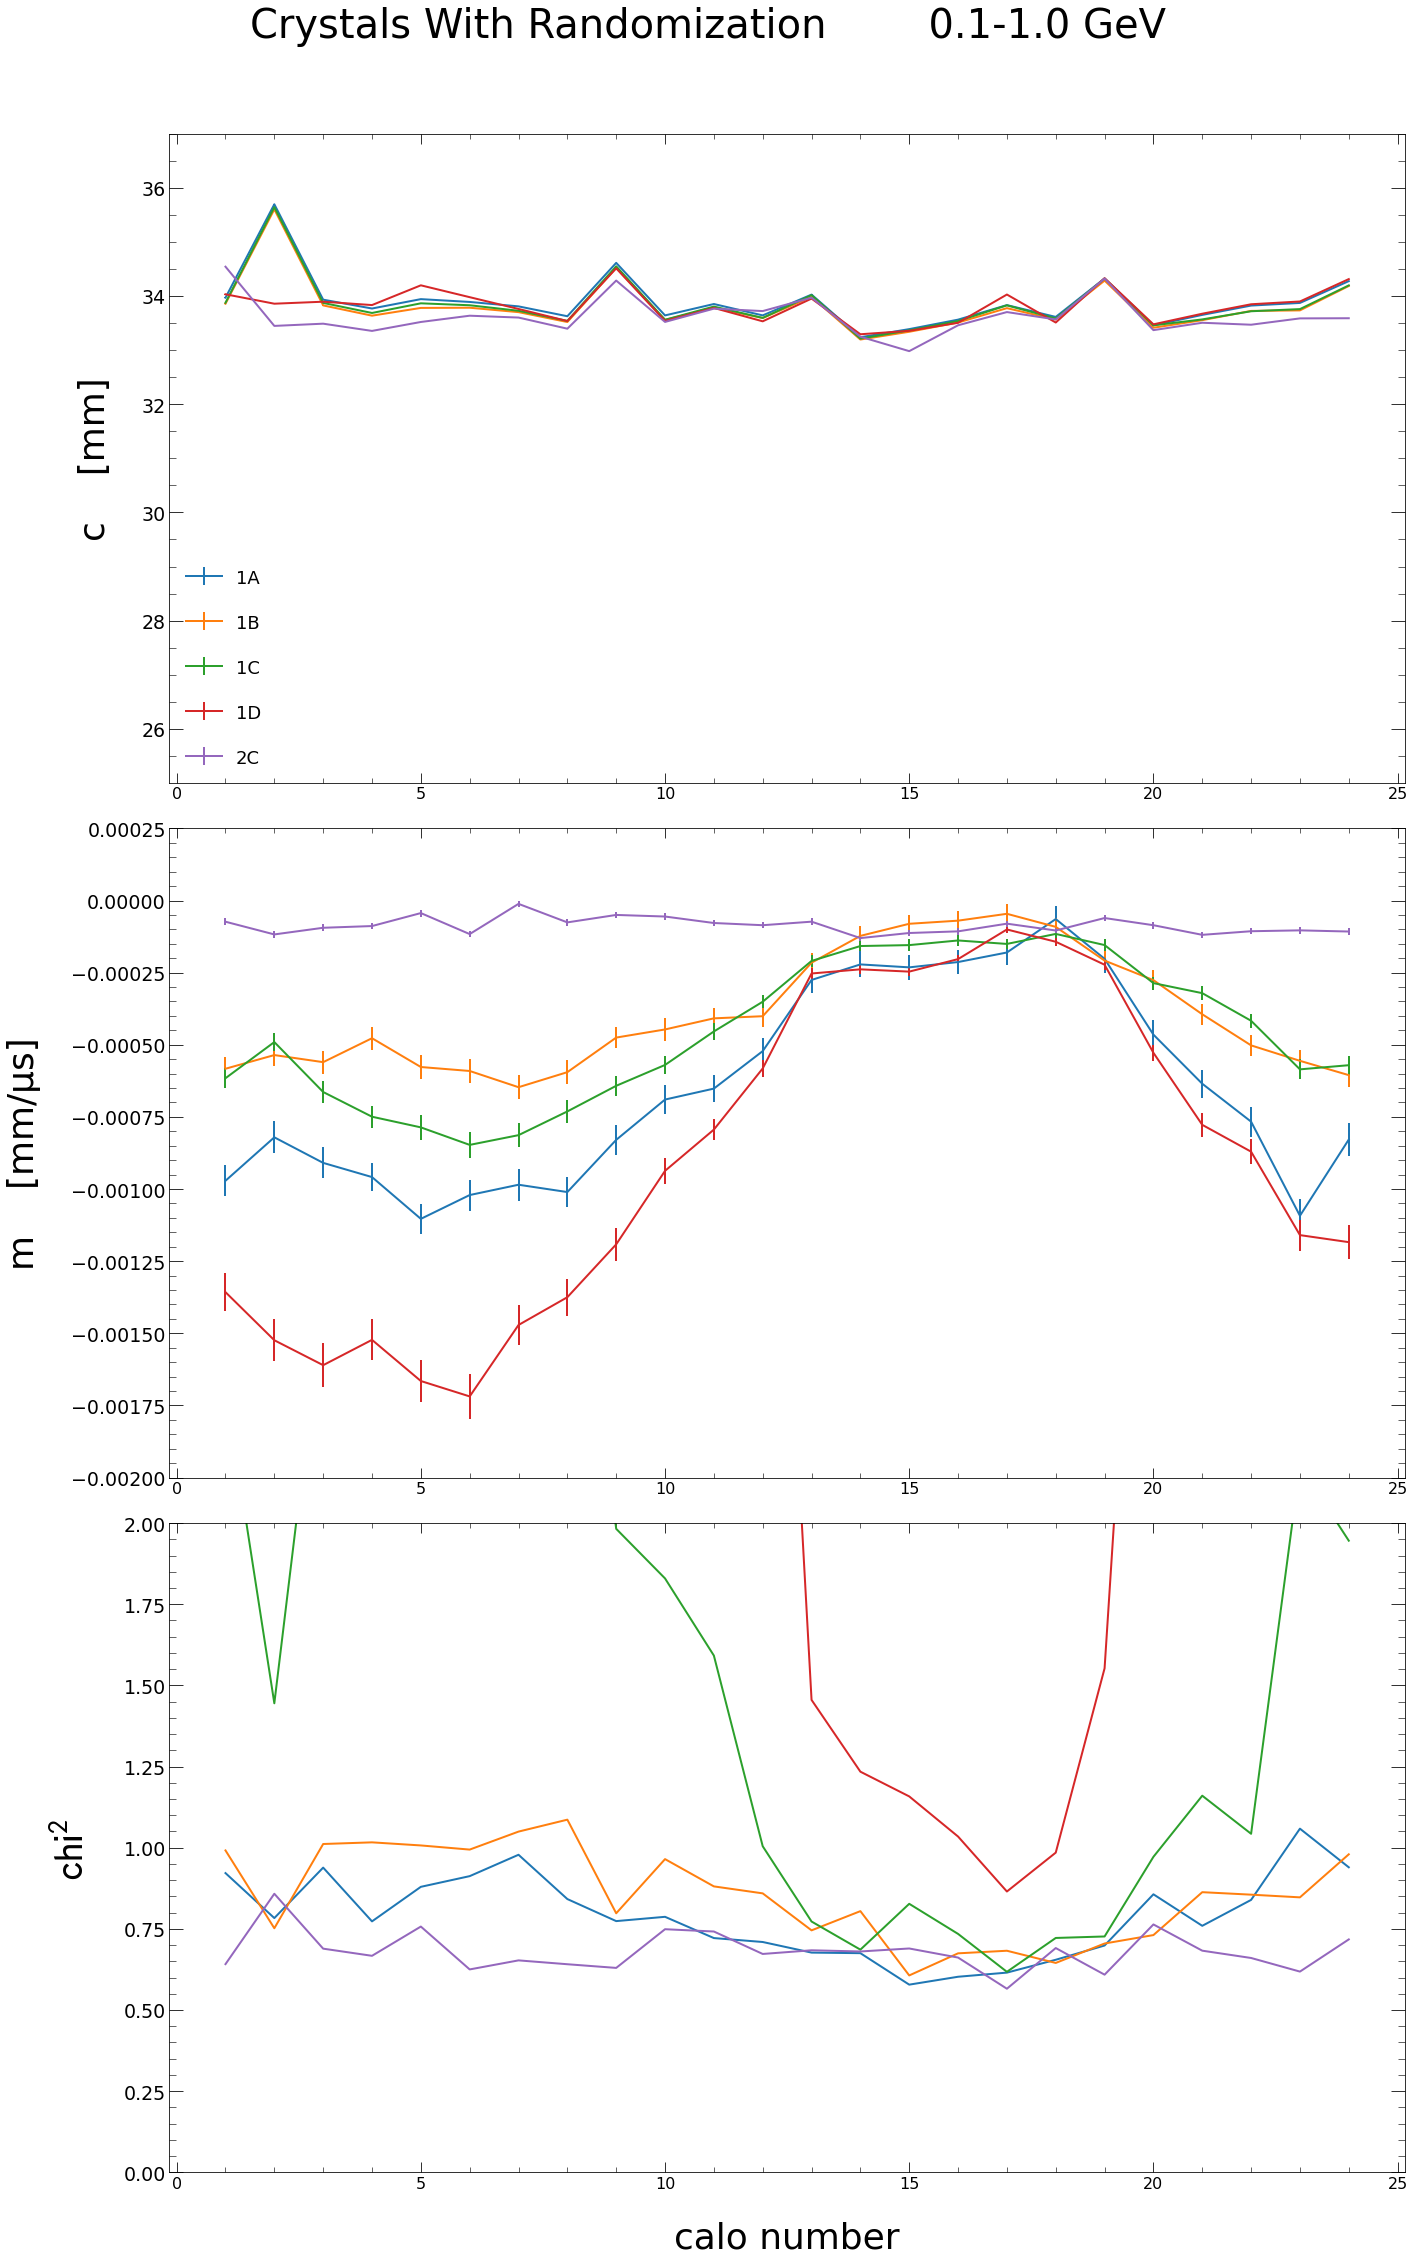 Crystals With Randomization 0.1-1.0 GeV
36
34
32
30
28
26
c [mm]
1A
1B
1C
1D
2C
0 5 10 15 20 25
0.00025
0.00000
−0.00025
−0.00050
−0.00075
−0.00100
−0.00125
−0.00150
−0.00175
−0.00200
m [mm/μs]
0 5 10 15 20 25
2.00
1.75
1.50
1.25
1.00
0.75
0.50
0.25
0.00
chi²
0 5 10 15 20 25
calo number